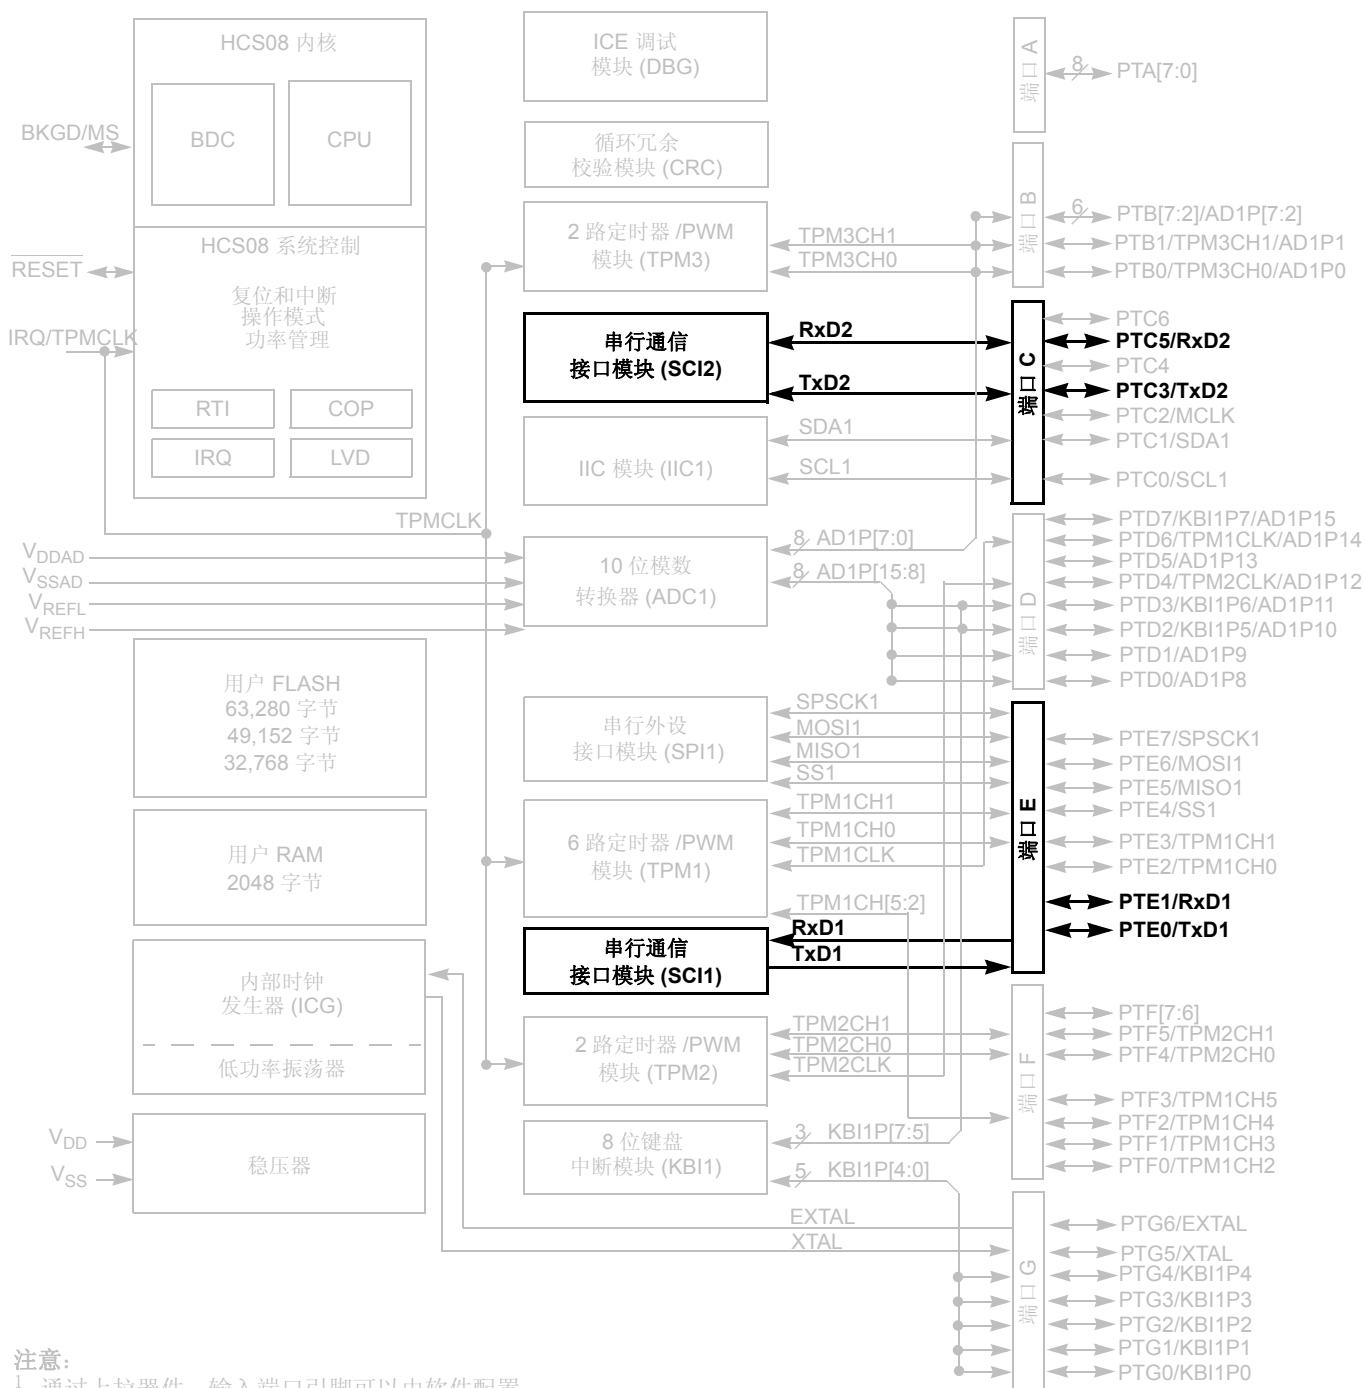 HCS08 内核
BDC
CPU
BKGD/MS
HCS08 系统控制
RESET
复位和中断
操作模式
功率管理
IRQ/TPMCLK
RTI
COP
IRQ
LVD
TPMCLK
VDDAD
VSSAD
VREFL
VREFH
用户 FLASH
63,280 字节
49,152 字节
32,768 字节
用户 RAM
2048 字节
内部时钟
发生器 (ICG)
低功率振荡器
VDD
VSS
稳压器
ICE 调试
模块 (DBG)
循环冗余
校验模块 (CRC)
2 路定时器 /PWM
模块 (TPM3)
TPM3CH1
TPM3CH0
串行通信
接口模块 (SCI2)
RxD2
TxD2
IIC 模块 (IIC1)
SDA1
SCL1
10 位模数
转换器 (ADC1)
8 AD1P[7:0]
8 AD1P[15:8]
串行外设
接口模块 (SPI1)
SPSCK1
MOSI1
MISO1
SS1
6 路定时器 /PWM
模块 (TPM1)
TPM1CH1
TPM1CH0
TPM1CLK
TPM1CH[5:2]
串行通信
接口模块 (SCI1)
RxD1
TxD1
2 路定时器 /PWM
模块 (TPM2)
TPM2CH1
TPM2CH0
TPM2CLK
8 位键盘
中断模块 (KBI1)
3 KBI1P[7:5]
5 KBI1P[4:0]
EXTAL
XTAL
端口 A
8 PTA[7:0]
端口 B
6 PTB[7:2]/AD1P[7:2]
PTB1/TPM3CH1/AD1P1
PTB0/TPM3CH0/AD1P0
端口 C
PTC6
PTC5/RxD2
PTC4
PTC3/TxD2
PTC2/MCLK
PTC1/SDA1
PTC0/SCL1
端口 D
PTD7/KBI1P7/AD1P15
PTD6/TPM1CLK/AD1P14
PTD5/AD1P13
PTD4/TPM2CLK/AD1P12
PTD3/KBI1P6/AD1P11
PTD2/KBI1P5/AD1P10
PTD1/AD1P9
PTD0/AD1P8
端口 E
PTE7/SPSCK1
PTE6/MOSI1
PTE5/MISO1
PTE4/SS1
PTE3/TPM1CH1
PTE2/TPM1CH0
PTE1/RxD1
PTE0/TxD1
端口 F
PTF[7:6]
PTF5/TPM2CH1
PTF4/TPM2CH0
PTF3/TPM1CH5
PTF2/TPM1CH4
PTF1/TPM1CH3
PTF0/TPM1CH2
端口 G
PTG6/EXTAL
PTG5/XTAL
PTG4/KBI1P4
PTG3/KBI1P3
PTG2/KBI1P2
PTG1/KBI1P1
PTG0/KBI1P0
注意：